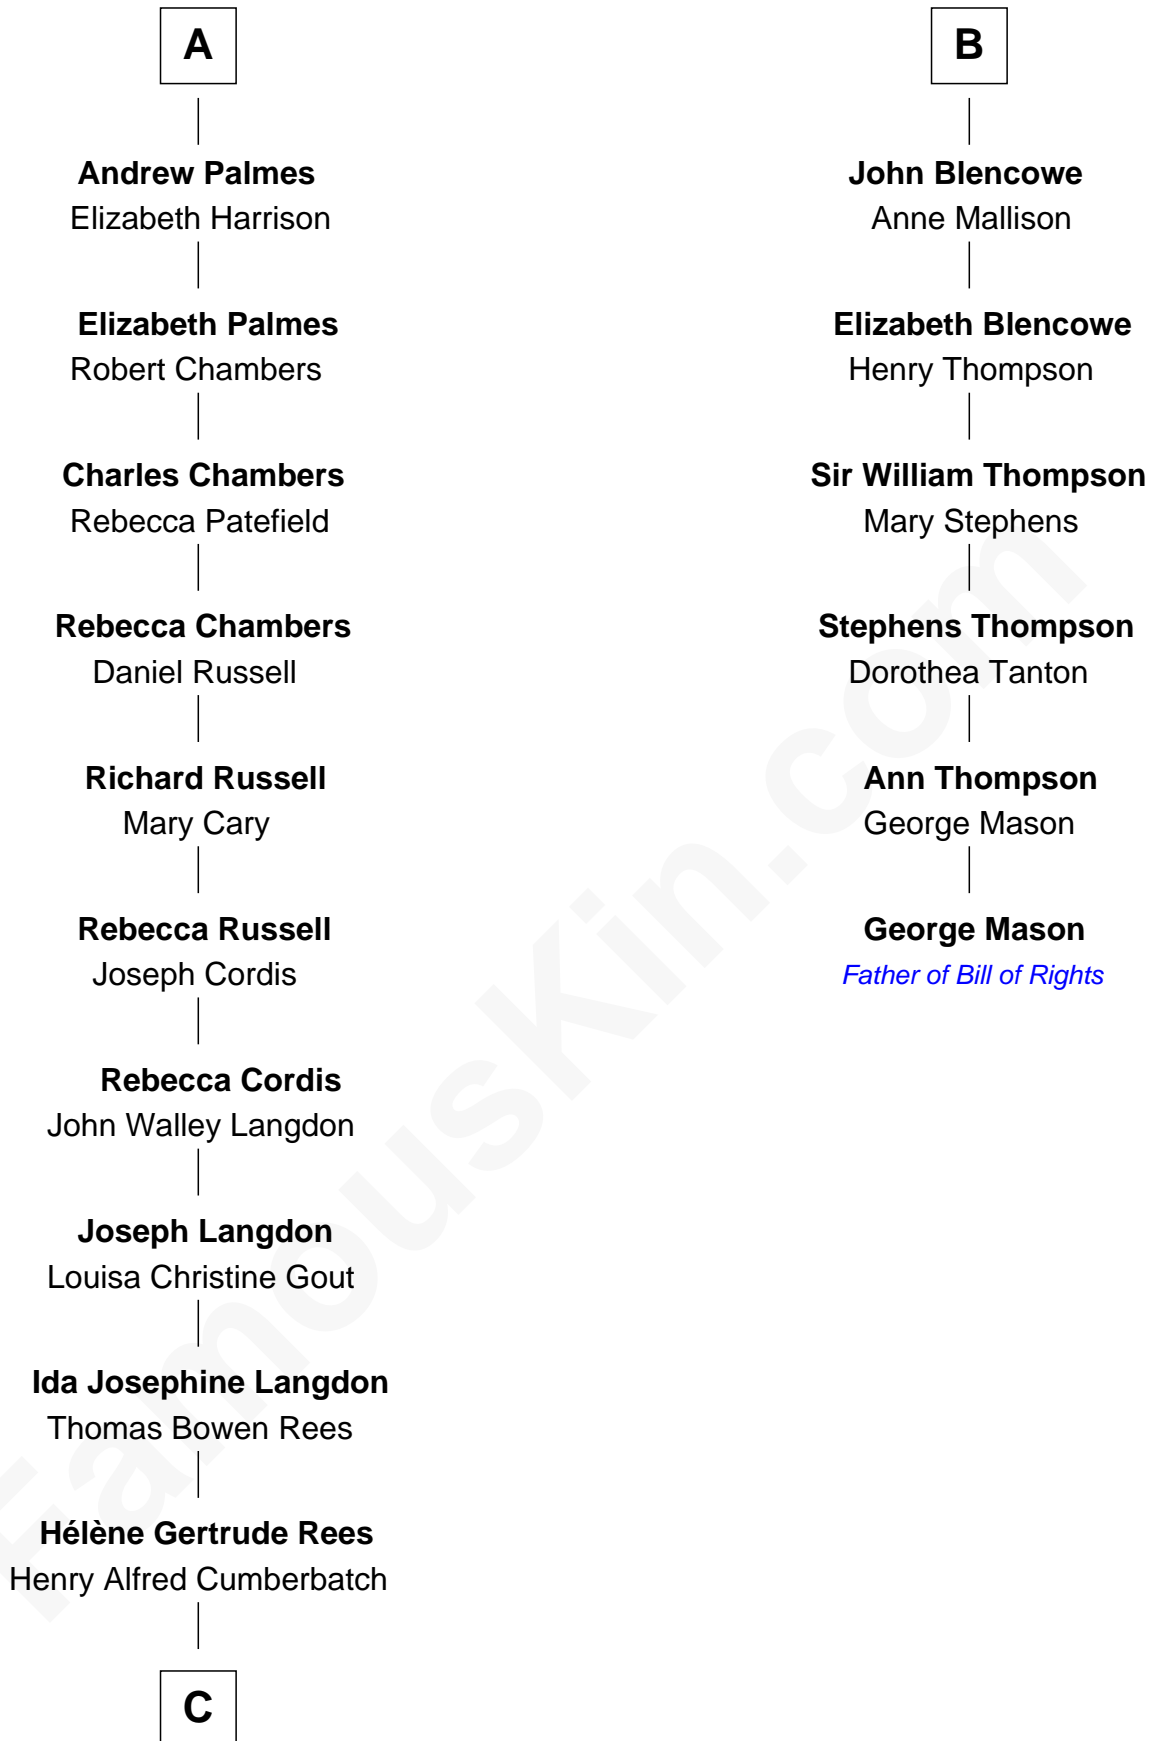 A
Andrew Palmes
Elizabeth Harrison
Elizabeth Palmes
Robert Chambers
Charles Chambers
Rebecca Patefield
Rebecca Chambers
Daniel Russell
Richard Russell
Mary Cary
Rebecca Russell
Joseph Cordis
Rebecca Cordis
John Walley Langdon
Joseph Langdon
Louisa Christine Gout
Ida Josephine Langdon
Thomas Bowen Rees
Hélène Gertrude Rees
Henry Alfred Cumberbatch
C
B
John Blencowe
Anne Mallison
Elizabeth Blencowe
Henry Thompson
Sir William Thompson
Mary Stephens
Stephens Thompson
Dorothea Tanton
Ann Thompson
George Mason
George Mason
Father of Bill of Rights
FamousKin.com